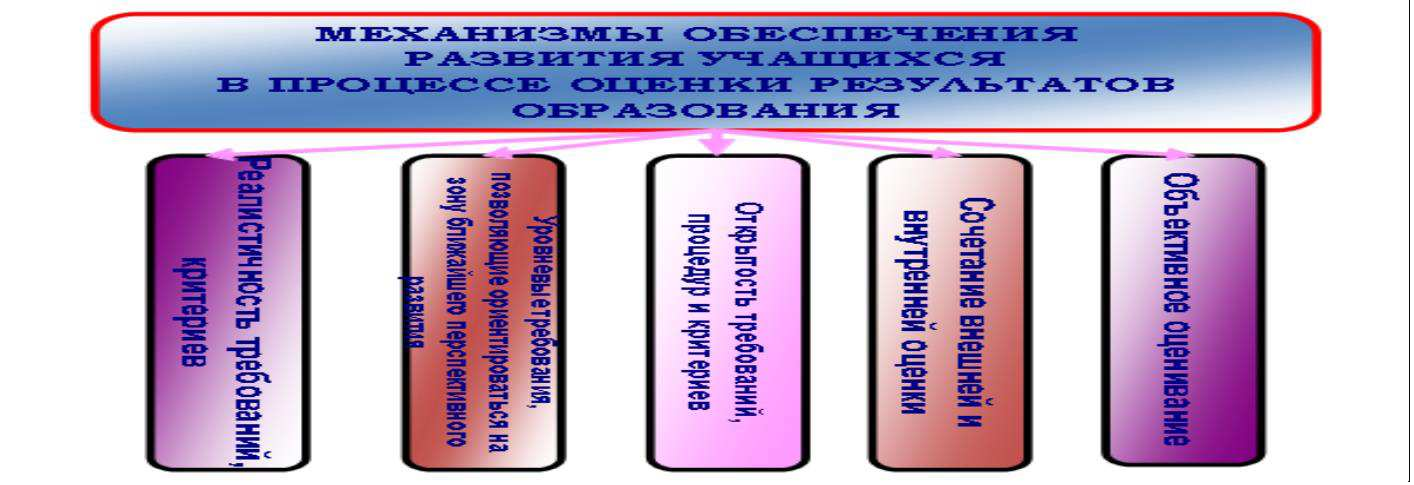 МЕХАНИЗМЫ ОБЕСПЕЧЕНИЯ
РАЗВИТИЯ УЧАЩИХСЯ
В ПРОЦЕССЕ ОЦЕНКИ РЕЗУЛЬТАТОВ
ОБРАЗОВАНИЯ
Реалистичность требований,
критериев
Уровневые требования,
позволяющие ориентироваться на
зону ближайшего перспективного
развития
Открытость требований,
процедур и критериев
Сочетание внешней и
внутренней оценки
Объективное оценивание